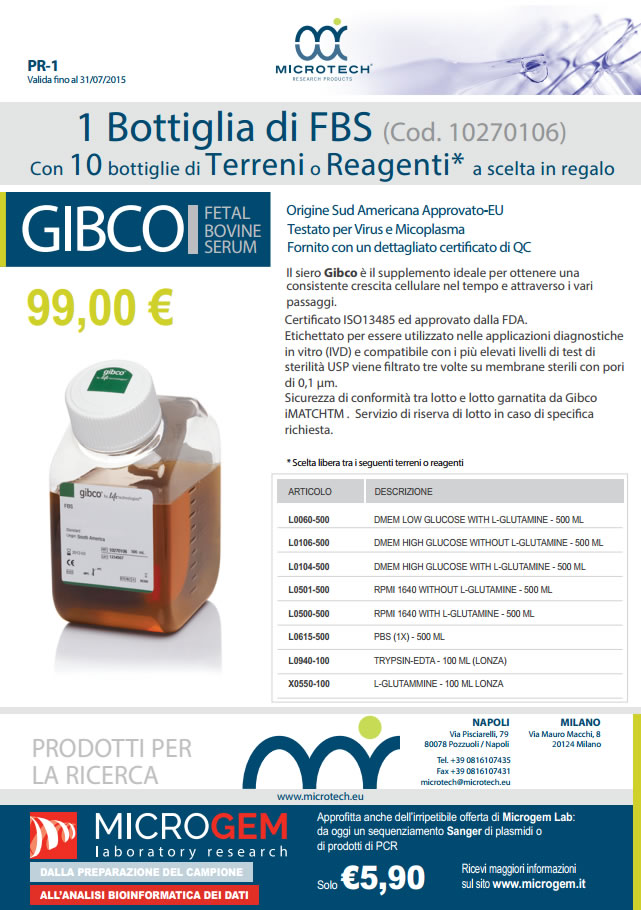 MICROTECH
RESEARCH PRODUCTS
PR-1
Valida fino al 31/07/2015
1 Bottiglia di FBS (Cod. 10270106)
Con 10 bottiglie di Terreni o Reagenti* a scelta in regalo
GIBCO
FETAL
BOVINE
SERUM
Origine Sud Americana Approvato-EU
Testato per Virus e Micoplasma
Fornito con un dettagliato certificato di QC
99,00 €
Il siero Gibco è il supplemento ideale per ottenere una
consistente crescita cellulare nel tempo e attraverso i vari
passaggi.
Certificato ISO13485 ed approvato dalla FDA.
Etichettato per essere utilizzato nelle applicazioni diagnostiche
in vitro (IVD) e compatibile con i più elevati livelli di test di
sterilità USP viene filtrato tre volte su membrane sterili con pori
di 0,1 µm.
Sicurezza di conformità tra lotto e lotto garnatita da Gibco
iMATCHTM . Servizio di riserva di lotto in caso di specifica
richiesta.
gibco
gibco by life technologies
FBS
Origin: South America
10270106 500 mL
CE
* Scelta libera tra i seguenti terreni o reagenti
ARTICOLO DESCRIZIONE
L0060-500 DMEM LOW GLUCOSE WITH L-GLUTAMINE - 500 ML
L0106-500 DMEM HIGH GLUCOSE WITHOUT L-GLUTAMINE - 500 ML
L0104-500 DMEM HIGH GLUCOSE WITH L-GLUTAMINE - 500 ML
L0501-500 RPMI 1640 WITHOUT L-GLUTAMINE - 500 ML
L0500-500 RPMI 1640 WITH L-GLUTAMINE - 500 ML
L0615-500 PBS (1X) - 500 ML
L0940-100 TRYPSIN-EDTA - 100 ML (LONZA)
X0550-100 L-GLUTAMMINE - 100 ML LONZA
PRODOTTI PER
LA RICERCA
www.microtech.eu
NAPOLI
Via Pisciarelli, 79
80078 Pozzuoli / Napoli
Tel. +39 0816107435
Fax +39 0816107431
microtech@microtech.eu
MILANO
Via Mauro Macchi, 8
20124 Milano
MICROGEM
laboratory research
DALLA PREPARAZIONE DEL CAMPIONE
ALL'ANALISI BIOINFORMATICA DEI DATI
Approfitta anche dell'irripetibile offerta di Microgem Lab:
da oggi un sequenziamento Sanger di plasmidi o
di prodotti di PCR
Solo €5,90
Ricevi maggiori informazioni
sul sito www.microgem.it